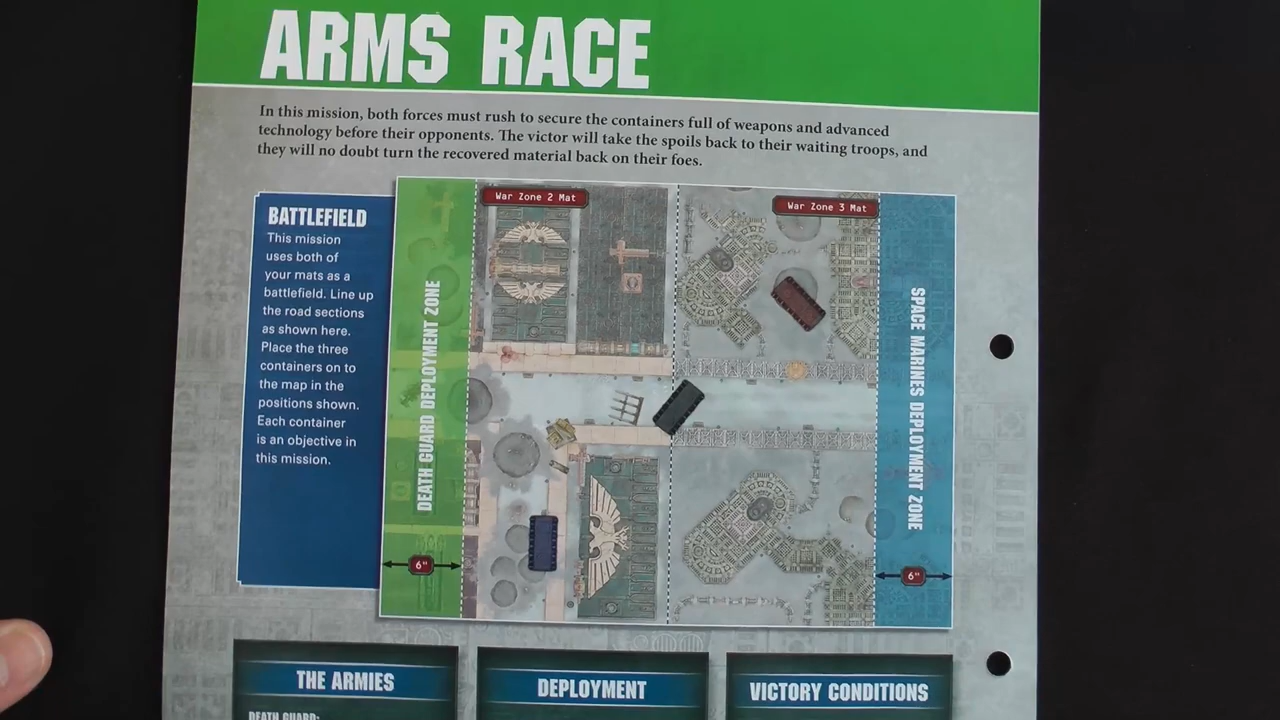 ARMS RACE
In this mission, both forces must rush to secure the containers full of weapons and advanced
technology before their opponents. The victor will take the spoils back to their waiting troops, and
they will no doubt turn the recovered material back on their foes.
BATTLEFIELD
This mission
uses both of
your mats as a
battlefield. Line up
the road sections
as shown here.
Place the three
containers on to
the map in the
positions shown.
Each container
is an objective in
this mission.
War Zone 2 Mat
War Zone 3 Mat
DEATH GUARD DEPLOYMENT ZONE
SPACE MARINES DEPLOYMENT ZONE
6"
6"
THE ARMIES
DEPLOYMENT
VICTORY CONDITIONS
DEATH GUARD: